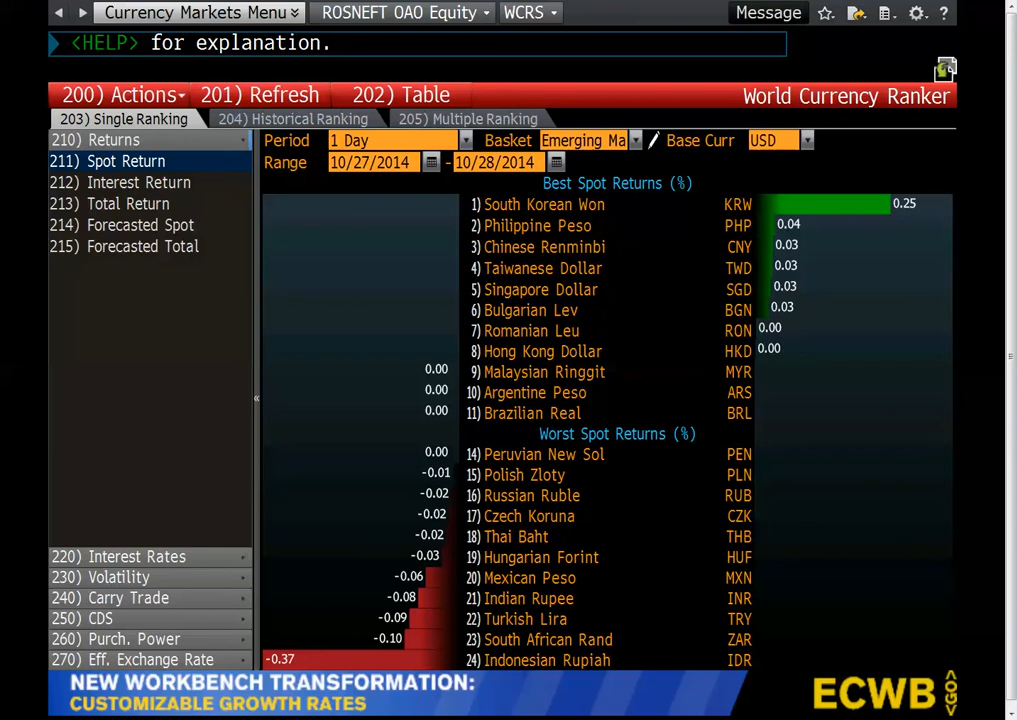 Currency Markets Menu ROSNEFT OAO Equity WCRS Message ?
<HELP> for explanation.
200) Actions 201) Refresh 202) Table World Currency Ranker
203) Single Ranking 204) Historical Ranking 205) Multiple Ranking
210) Returns
211) Spot Return
212) Interest Return
213) Total Return
214) Forecasted Spot
215) Forecasted Total
220) Interest Rates
230) Volatility
240) Carry Trade
250) CDS
260) Purch. Power
270) Eff. Exchange Rate
Period 1 Day Basket Emerging Ma Base Curr USD
Range 10/27/2014 - 10/28/2014
Best Spot Returns (%)
1) South Korean Won KRW 0.25
2) Philippine Peso PHP 0.04
3) Chinese Renminbi CNY 0.03
4) Taiwanese Dollar TWD 0.03
5) Singapore Dollar SGD 0.03
6) Bulgarian Lev BGN 0.03
7) Romanian Leu RON 0.00
8) Hong Kong Dollar HKD 0.00
0.00 9) Malaysian Ringgit MYR
0.00 10) Argentine Peso ARS
0.00 11) Brazilian Real BRL
Worst Spot Returns (%)
0.00 14) Peruvian New Sol PEN
-0.01 15) Polish Zloty PLN
-0.02 16) Russian Ruble RUB
-0.02 17) Czech Koruna CZK
-0.02 18) Thai Baht THB
-0.03 19) Hungarian Forint HUF
-0.06 20) Mexican Peso MXN
-0.08 21) Indian Rupee INR
-0.09 22) Turkish Lira TRY
-0.10 23) South African Rand ZAR
-0.37 24) Indonesian Rupiah IDR
NEW WORKBENCH TRANSFORMATION:
CUSTOMIZABLE GROWTH RATES
ECWB <GO>